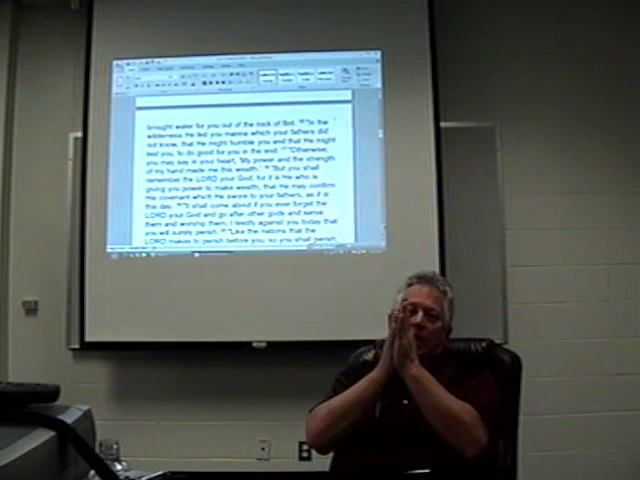 brought water for you out of the rock of flint. "In the
wilderness He fed you manna which your fathers did
not know, that He might humble you and that He might
test you, to do good for you in the end. "Otherwise,
you may say in your heart, 'My power and the strength
of my hand made me this wealth.' "But you shall
remember the LORD your God, for it is He who is
giving you power to make wealth, that He may confirm
His covenant which He swore to your fathers, as it is
this day. "It shall come about if you ever forget the
LORD your God and go after other gods and serve
them and worship them, I testify against you today that
you will surely perish. "Like the nations that the
LORD makes to perish before you, so you shall perish